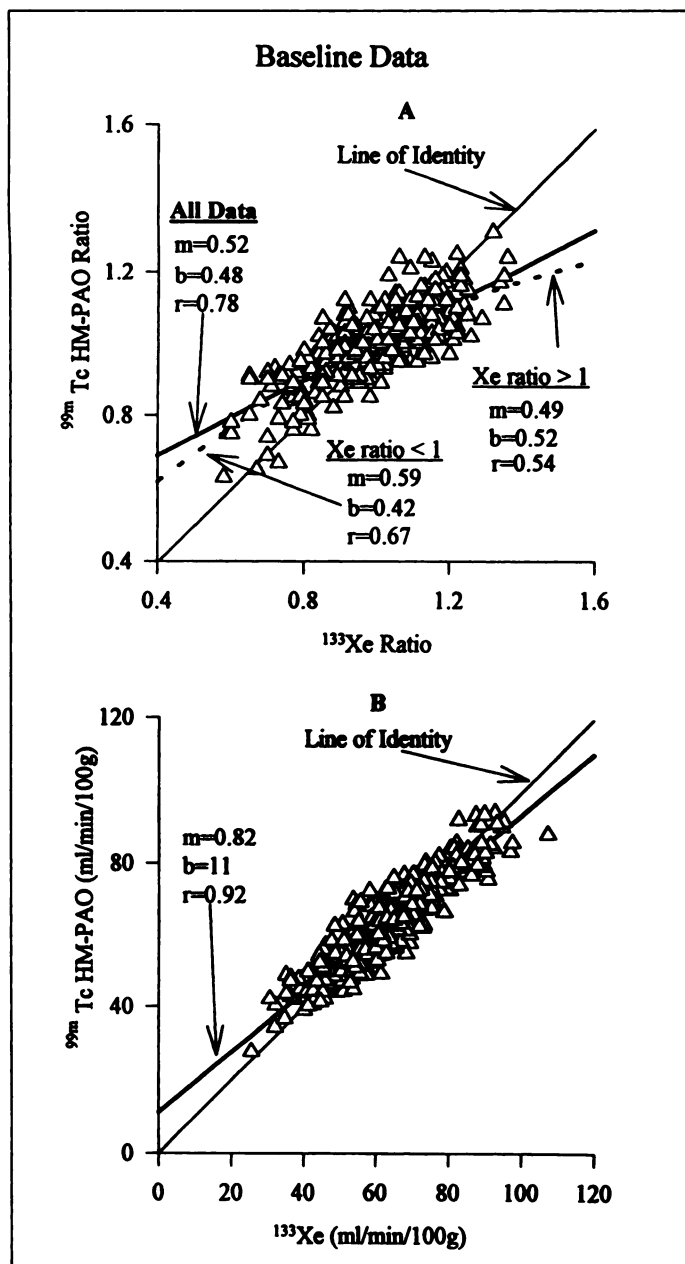 Baseline Data
A
Line of Identity
All Data
m=0.52
b=0.48
r=0.78
Xe ratio > 1
m=0.49
b=0.52
r=0.54
Xe ratio < 1
m=0.59
b=0.42
r=0.67
1.6
1.2
0.8
0.4
99m Tc HM-PAO Ratio
0.4 0.8 1.2 1.6
133Xe Ratio
B
Line of Identity
m=0.82
b=11
r=0.92
120
80
40
0
99m Tc HM-PAO (ml/min/100g)
0 20 40 60 80 100 120
133Xe (ml/min/100g)